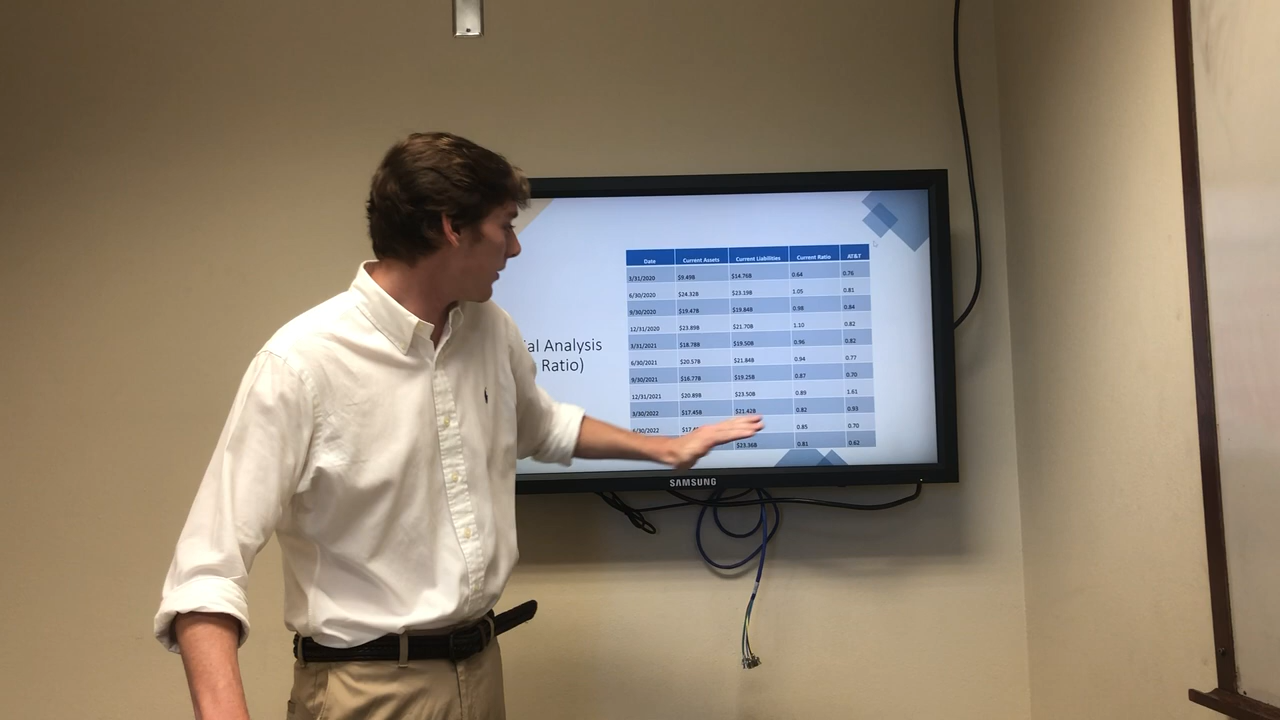 Date Current Assets Current Liabilities Current Ratio AT&T
3/31/2020 $9.49B $14.76B 0.64 0.76
6/30/2020 $24.32B $23.19B 1.05 0.81
9/30/2020 $19.47B $19.84B 0.98 0.84
12/31/2020 $23.89B $21.70B 1.10 0.82
3/31/2021 $18.78B $19.50B 0.96 0.82
ial Analysis
Ratio)
6/30/2021 $20.57B $21.84B 0.94 0.77
9/30/2021 $16.77B $19.25B 0.87 0.70
12/31/2021 $20.89B $23.50B 0.89 1.61
3/30/2022 $17.45B $21.42B 0.82 0.93
6/30/2022 0.85 0.70
$23.36B 0.81 0.62
SAMSUNG